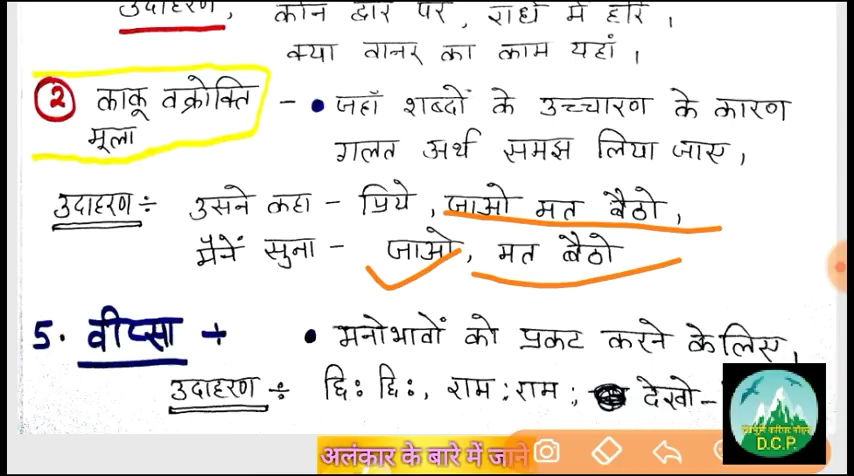 उदाहरण, कौन द्वार पर, राधे मैं हरि।
क्या वानर का काम यहां।
② काकू वक्रोक्ति मूला - • जहाँ शब्दों के उच्चारण के कारण
गलत अर्थ समझ लिया जाए,
उदाहरण ÷ उसने कहा - प्रिये, जाओ मत बैठो,
मैनें सुना - जाओ, मत बैठो
5. वीप्सा + • मनोभावों को प्रकट करने के लिए,
उदाहरण ÷ छिः छिः, राम:राम; देखो-
अलंकार के बारे में जाने
D.C.P.